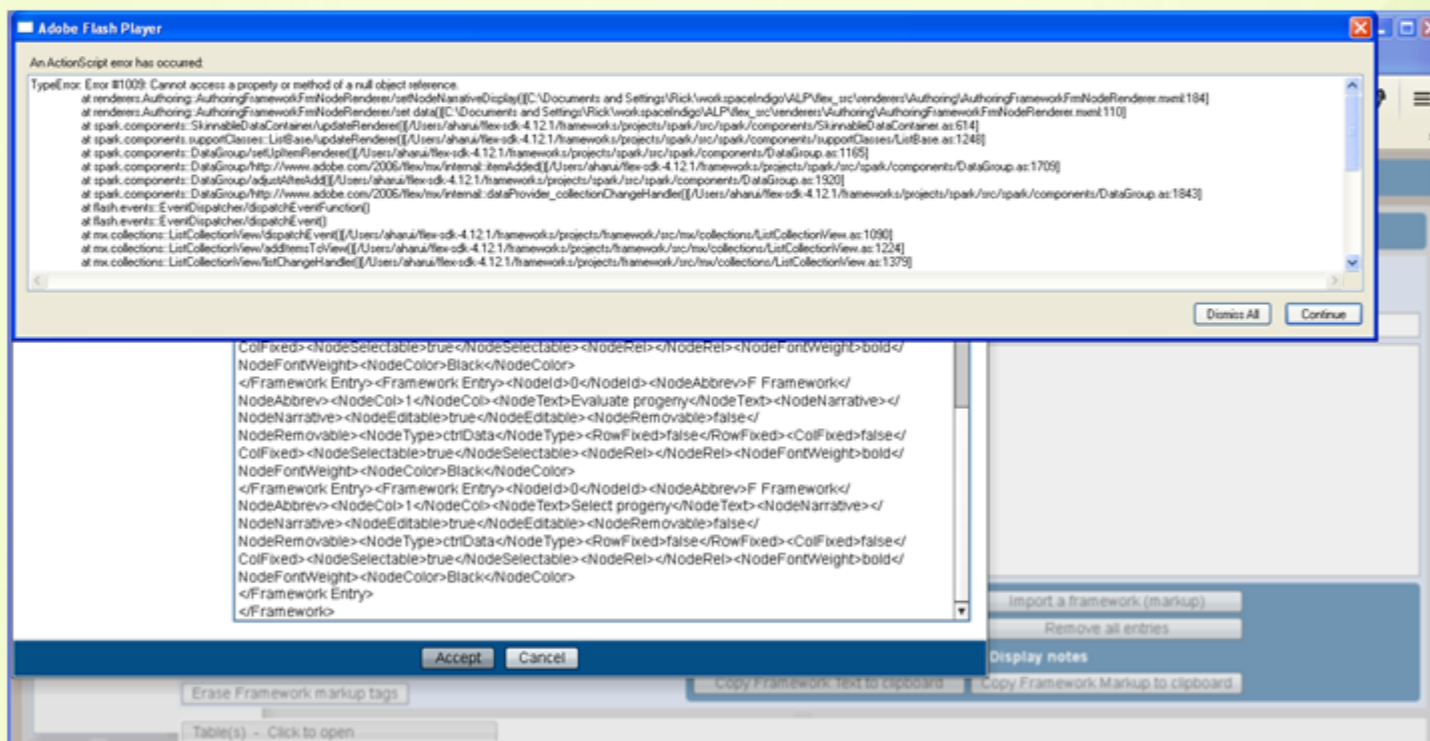 Adobe Flash Player
An ActionScript error has occurred:
TypeError: Error #1009: Cannot access a property or method of a null object reference.
at renderers.Authoring::AuthoringFrameworkFrmNodeRenderer/setNodeNarrativeDisplay()[C:\Documents and Settings\Rick\workspaceIndigo\ALP\flex_src\renderers\Authoring\AuthoringFrameworkFrmNodeRenderer.mxml:184]
at renderers.Authoring::AuthoringFrameworkFrmNodeRenderer/set data()[C:\Documents and Settings\Rick\workspaceIndigo\ALP\flex_src\renderers\Authoring\AuthoringFrameworkFrmNodeRenderer.mxml:110]
at spark.components::SkinnableDataContainer/updateRenderer()[/Users/aharui/flex-sdk-4.12.1/frameworks/projects/spark/src/spark/components/SkinnableDataContainer.as:614]
at spark.components.supportClasses::ListBase/updateRenderer()[/Users/aharui/flex-sdk-4.12.1/frameworks/projects/spark/src/spark/components/supportClasses/ListBase.as:1248]
at spark.components::DataGroup/setUpItemRenderer()[/Users/aharui/flex-sdk-4.12.1/frameworks/projects/spark/src/spark/components/DataGroup.as:1165]
at spark.components::DataGroup/http://www.adobe.com/2006/flex/mx/internal::itemAdded()[/Users/aharui/flex-sdk-4.12.1/frameworks/projects/spark/src/spark/components/DataGroup.as:1709]
at spark.components::DataGroup/adjustAfterAdd()[/Users/aharui/flex-sdk-4.12.1/frameworks/projects/spark/src/spark/components/DataGroup.as:1920]
at spark.components::DataGroup/http://www.adobe.com/2006/flex/mx/internal::dataProvider_collectionChangeHandler()[/Users/aharui/flex-sdk-4.12.1/frameworks/projects/spark/src/spark/components/DataGroup.as:1843]
at flash.events::EventDispatcher/dispatchEventFunction()
at flash.events::EventDispatcher/dispatchEvent()
at mx.collections::ListCollectionView/dispatchEvent()[/Users/aharui/flex-sdk-4.12.1/frameworks/projects/framework/src/mx/collections/ListCollectionView.as:1090]
at mx.collections::ListCollectionView/addItemsToView()[/Users/aharui/flex-sdk-4.12.1/frameworks/projects/framework/src/mx/collections/ListCollectionView.as:1224]
at mx.collections::ListCollectionView/listChangeHandler()[/Users/aharui/flex-sdk-4.12.1/frameworks/projects/framework/src/mx/collections/ListCollectionView.as:1379]
Dismiss All Continue
ColFixed><NodeSelectable>true</NodeSelectable><NodeRel></NodeRel><NodeFontWeight>bold</
NodeFontWeight><NodeColor>Black</NodeColor>
</Framework Entry><Framework Entry><NodeId>0</NodeId><NodeAbbrev>F Framework</
NodeAbbrev><NodeCol>1</NodeCol><NodeText>Evaluate progeny</NodeText><NodeNarrative></
NodeNarrative><NodeEditable>true</NodeEditable><NodeRemovable>false</
NodeRemovable><NodeType>ctrlData</NodeType><RowFixed>false</RowFixed><ColFixed>false</
ColFixed><NodeSelectable>true</NodeSelectable><NodeRel></NodeRel><NodeFontWeight>bold</
NodeFontWeight><NodeColor>Black</NodeColor>
</Framework Entry><Framework Entry><NodeId>0</NodeId><NodeAbbrev>F Framework</
NodeAbbrev><NodeCol>1</NodeCol><NodeText>Select progeny</NodeText><NodeNarrative></
NodeNarrative><NodeEditable>true</NodeEditable><NodeRemovable>false</
NodeRemovable><NodeType>ctrlData</NodeType><RowFixed>false</RowFixed><ColFixed>false</
ColFixed><NodeSelectable>true</NodeSelectable><NodeRel></NodeRel><NodeFontWeight>bold</
NodeFontWeight><NodeColor>Black</NodeColor>
</Framework Entry>
</Framework>
Import a framework (markup)
Remove all entries
Accept Cancel
Display notes
Copy Framework Text to clipboard Copy Framework Markup to clipboard
Erase Framework markup tags
Table(s) - Click to open